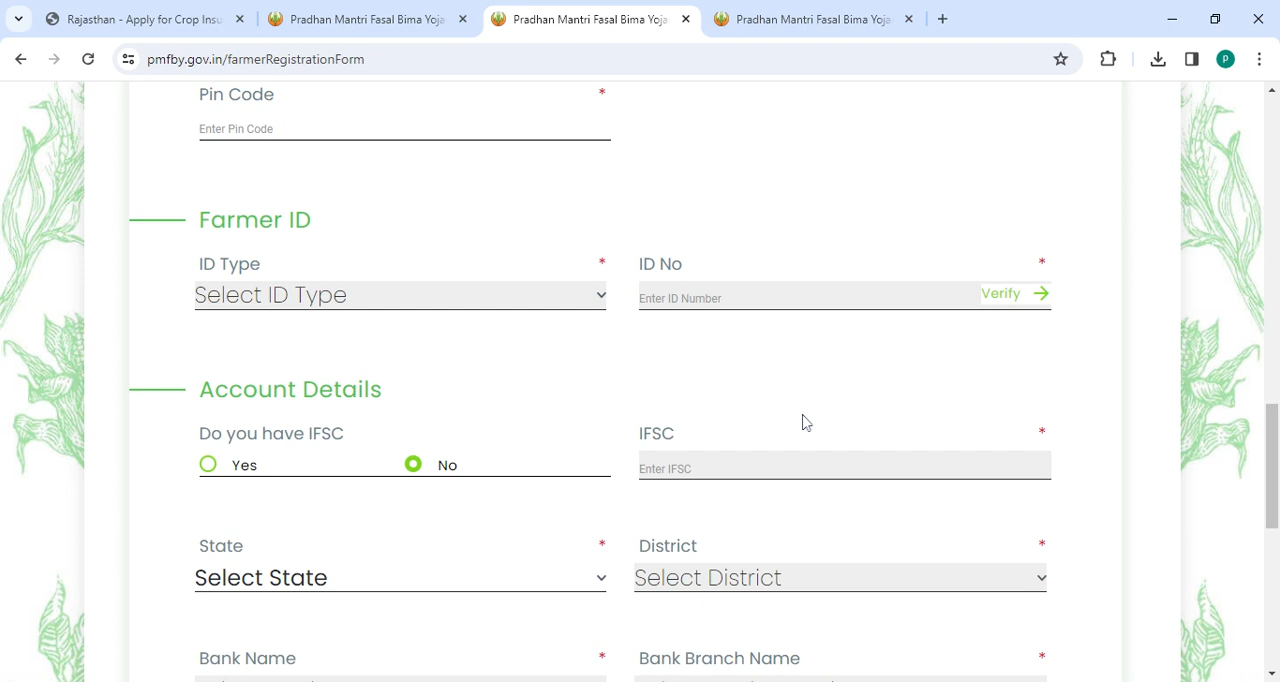 Rajasthan - Apply for Crop Insu
Pradhan Mantri Fasal Bima Yoja
Pradhan Mantri Fasal Bima Yoja
Pradhan Mantri Fasal Bima Yoja
pmfby.gov.in/farmerRegistrationForm
P
Pin Code *
Enter Pin Code
Farmer ID
ID Type * ID No *
Select ID Type Enter ID Number Verify
Account Details
Do you have IFSC IFSC *
Yes No Enter IFSC
State * District *
Select State Select District
Bank Name * Bank Branch Name *